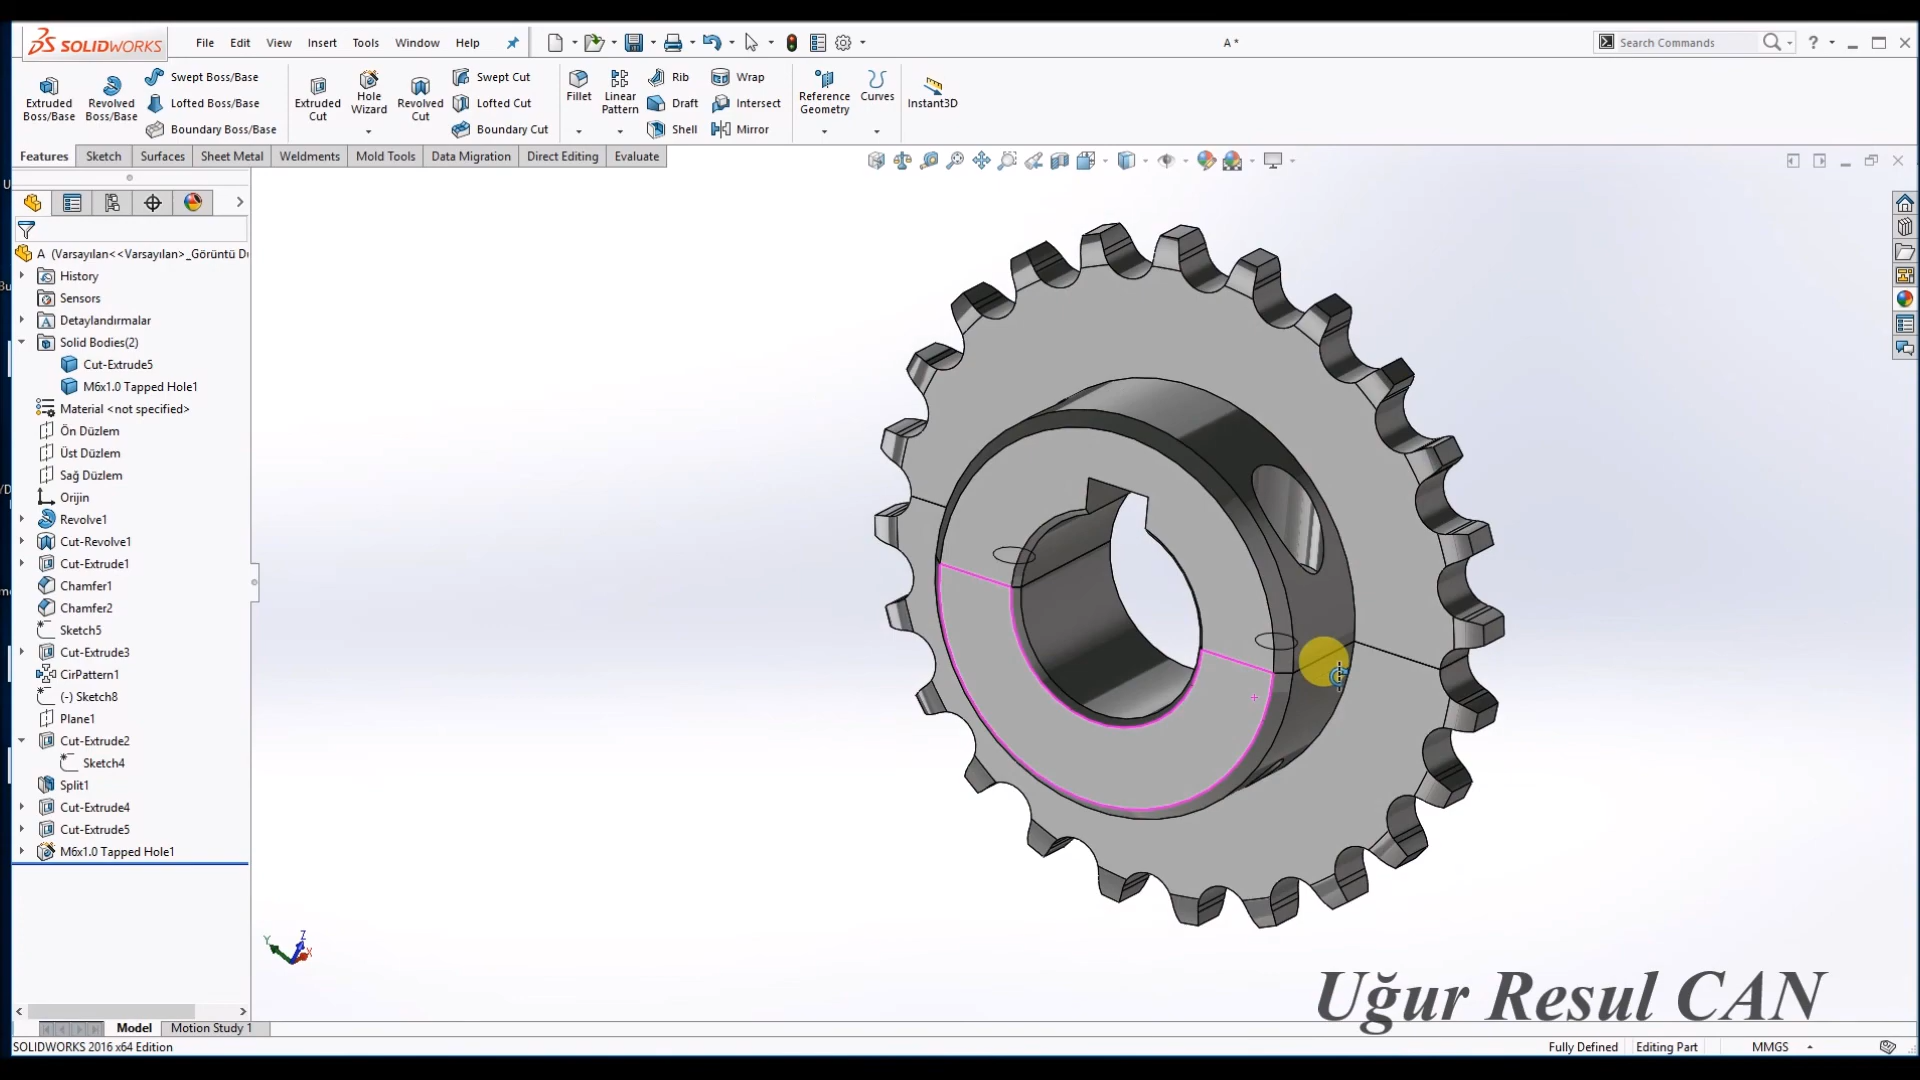 SOLIDWORKS File Edit View Insert Tools Window Help A * Search Commands ?
Extruded Boss/Base Revolved Boss/Base Swept Boss/Base Lofted Boss/Base Boundary Boss/Base Extruded Cut Hole Wizard Revolved Cut Swept Cut Lofted Cut Boundary Cut Fillet Linear Pattern Rib Draft Shell Wrap Intersect Mirror Reference Geometry Curves Instant3D
Features Sketch Surfaces Sheet Metal Weldments Mold Tools Data Migration Direct Editing Evaluate
A (Varsayılan<<Varsayılan>_Görüntü D
History
Sensors
Detaylandırmalar
Solid Bodies(2)
Cut-Extrude5
M6x1.0 Tapped Hole1
Material <not specified>
Ön Düzlem
Üst Düzlem
Sağ Düzlem
Orijin
Revolve1
Cut-Revolve1
Cut-Extrude1
Chamfer1
Chamfer2
Sketch5
Cut-Extrude3
CirPattern1
(-) Sketch8
Plane1
Cut-Extrude2
Sketch4
Split1
Cut-Extrude4
Cut-Extrude5
M6x1.0 Tapped Hole1
Y Z X
Uğur Resul CAN
Model Motion Study 1
SOLIDWORKS 2016 x64 Edition Fully Defined Editing Part MMGS